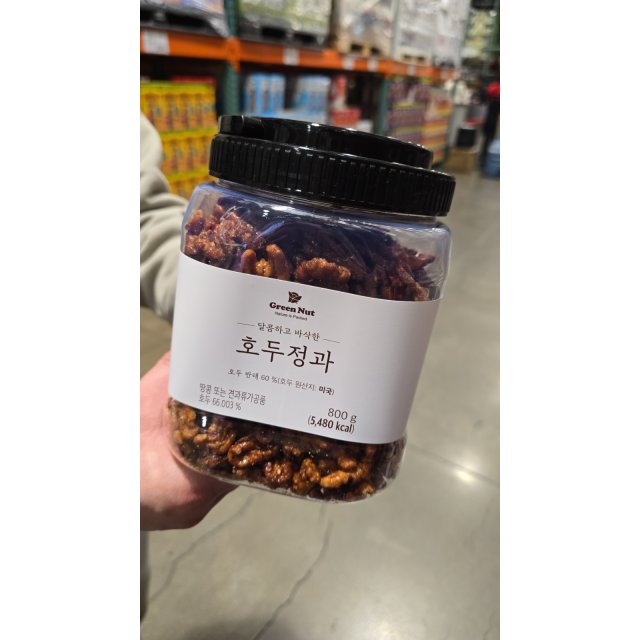 Green Nut
Nature is Packed
달콤하고 바삭한
호두정과
호두 반태 60 %(호두 원산지: 미국)
땅콩 또는 견과류가공품
호두 66.003 %
800 g
(5,480 kcal)